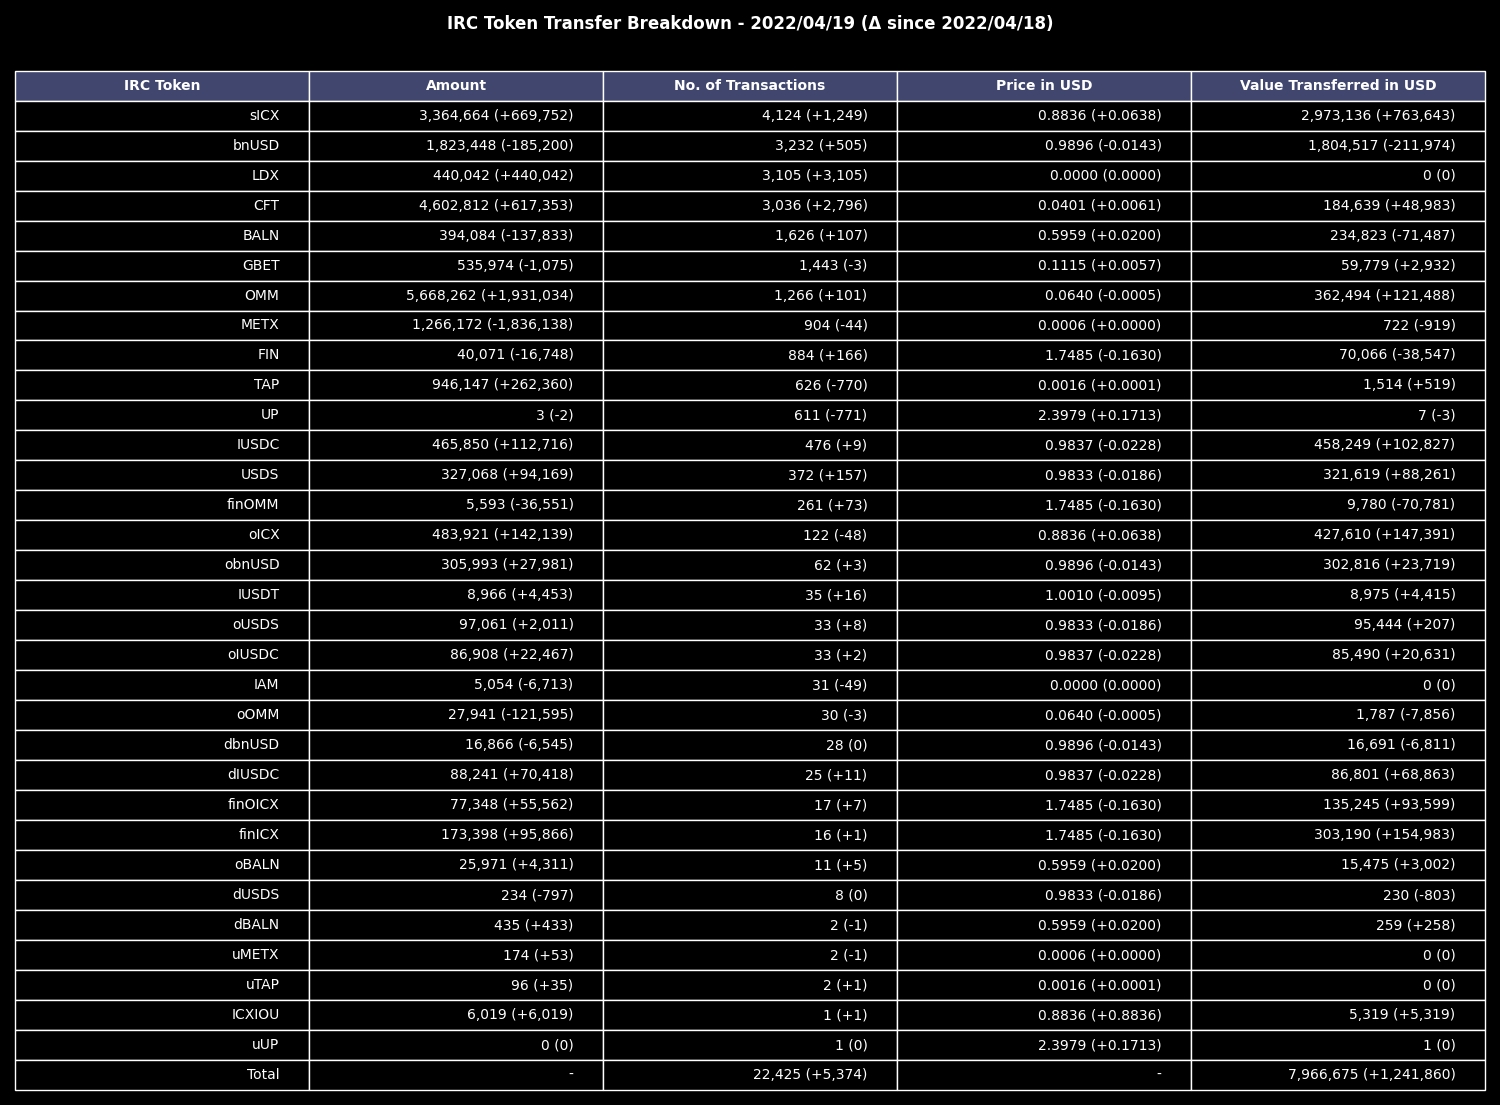 IRC Token Transfer Breakdown - 2022/04/19 (Δ since 2022/04/18)
IRC Token Amount No. of Transactions Price in USD Value Transferred in USD
sICX 3,364,664 (+669,752) 4,124 (+1,249) 0.8836 (+0.0638) 2,973,136 (+763,643)
bnUSD 1,823,448 (-185,200) 3,232 (+505) 0.9896 (-0.0143) 1,804,517 (-211,974)
LDX 440,042 (+440,042) 3,105 (+3,105) 0.0000 (0.0000) 0 (0)
CFT 4,602,812 (+617,353) 3,036 (+2,796) 0.0401 (+0.0061) 184,639 (+48,983)
BALN 394,084 (-137,833) 1,626 (+107) 0.5959 (+0.0200) 234,823 (-71,487)
GBET 535,974 (-1,075) 1,443 (-3) 0.1115 (+0.0057) 59,779 (+2,932)
OMM 5,668,262 (+1,931,034) 1,266 (+101) 0.0640 (-0.0005) 362,494 (+121,488)
METX 1,266,172 (-1,836,138) 904 (-44) 0.0006 (+0.0000) 722 (-919)
FIN 40,071 (-16,748) 884 (+166) 1.7485 (-0.1630) 70,066 (-38,547)
TAP 946,147 (+262,360) 626 (-770) 0.0016 (+0.0001) 1,514 (+519)
UP 3 (-2) 611 (-771) 2.3979 (+0.1713) 7 (-3)
IUSDC 465,850 (+112,716) 476 (+9) 0.9837 (-0.0228) 458,249 (+102,827)
USDS 327,068 (+94,169) 372 (+157) 0.9833 (-0.0186) 321,619 (+88,261)
finOMM 5,593 (-36,551) 261 (+73) 1.7485 (-0.1630) 9,780 (-70,781)
oICX 483,921 (+142,139) 122 (-48) 0.8836 (+0.0638) 427,610 (+147,391)
obnUSD 305,993 (+27,981) 62 (+3) 0.9896 (-0.0143) 302,816 (+23,719)
IUSDT 8,966 (+4,453) 35 (+16) 1.0010 (-0.0095) 8,975 (+4,415)
oUSDS 97,061 (+2,011) 33 (+8) 0.9833 (-0.0186) 95,444 (+207)
oIUSDC 86,908 (+22,467) 33 (+2) 0.9837 (-0.0228) 85,490 (+20,631)
IAM 5,054 (-6,713) 31 (-49) 0.0000 (0.0000) 0 (0)
oOMM 27,941 (-121,595) 30 (-3) 0.0640 (-0.0005) 1,787 (-7,856)
dbnUSD 16,866 (-6,545) 28 (0) 0.9896 (-0.0143) 16,691 (-6,811)
dIUSDC 88,241 (+70,418) 25 (+11) 0.9837 (-0.0228) 86,801 (+68,863)
finOICX 77,348 (+55,562) 17 (+7) 1.7485 (-0.1630) 135,245 (+93,599)
finICX 173,398 (+95,866) 16 (+1) 1.7485 (-0.1630) 303,190 (+154,983)
oBALN 25,971 (+4,311) 11 (+5) 0.5959 (+0.0200) 15,475 (+3,002)
dUSDS 234 (-797) 8 (0) 0.9833 (-0.0186) 230 (-803)
dBALN 435 (+433) 2 (-1) 0.5959 (+0.0200) 259 (+258)
uMETX 174 (+53) 2 (-1) 0.0006 (+0.0000) 0 (0)
uTAP 96 (+35) 2 (+1) 0.0016 (+0.0001) 0 (0)
ICXIOU 6,019 (+6,019) 1 (+1) 0.8836 (+0.8836) 5,319 (+5,319)
uUP 0 (0) 1 (0) 2.3979 (+0.1713) 1 (0)
Total - 22,425 (+5,374) - 7,966,675 (+1,241,860)